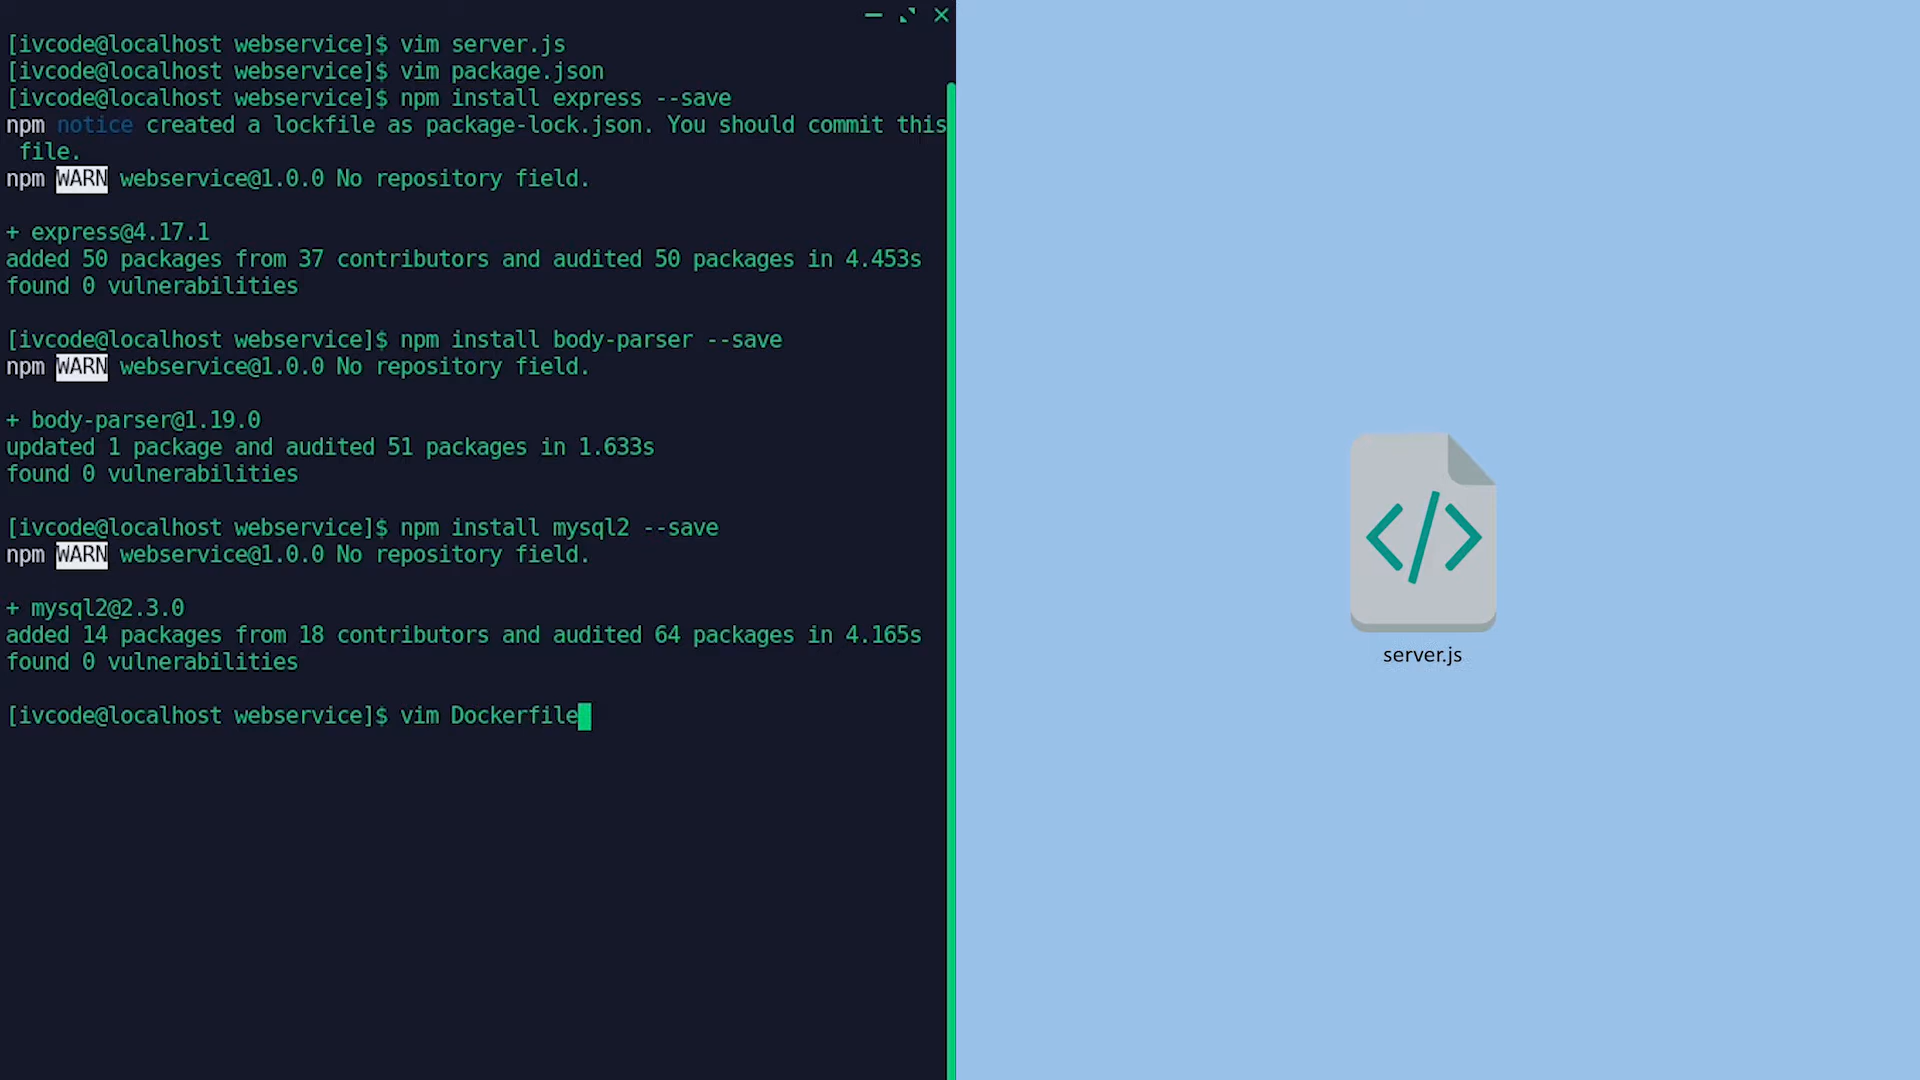 [ivcode@localhost webservice]$ vim server.js
[ivcode@localhost webservice]$ vim package.json
[ivcode@localhost webservice]$ npm install express --save
npm notice created a lockfile as package-lock.json. You should commit this
file.
npm WARN webservice@1.0.0 No repository field.
+ express@4.17.1
added 50 packages from 37 contributors and audited 50 packages in 4.453s
found 0 vulnerabilities
[ivcode@localhost webservice]$ npm install body-parser --save
npm WARN webservice@1.0.0 No repository field.
+ body-parser@1.19.0
updated 1 package and audited 51 packages in 1.633s
found 0 vulnerabilities
[ivcode@localhost webservice]$ npm install mysql2 --save
npm WARN webservice@1.0.0 No repository field.
+ mysql2@2.3.0
added 14 packages from 18 contributors and audited 64 packages in 4.165s
found 0 vulnerabilities
[ivcode@localhost webservice]$ vim Dockerfile
</>
server.js